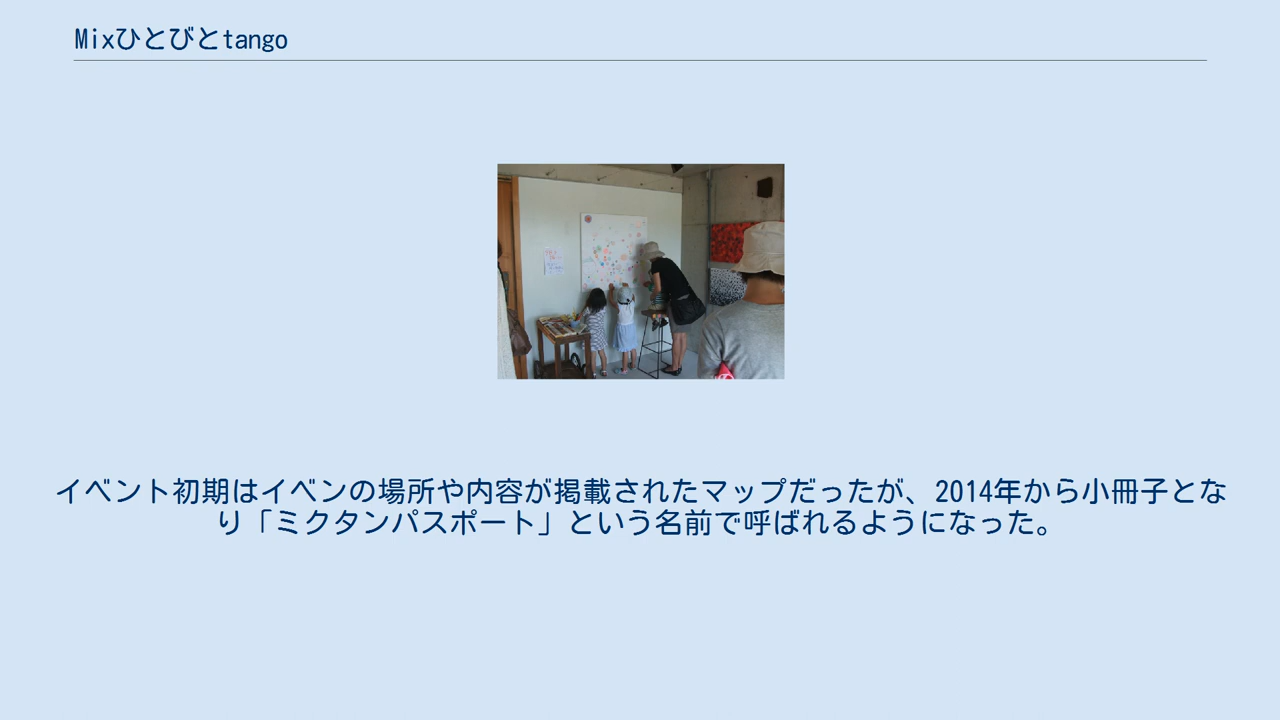 Mixひとびとtango
イベント初期はイベンの場所や内容が掲載されたマップだったが、2014年から小冊子とな
り「ミクタンパスポート」という名前で呼ばれるようになった。